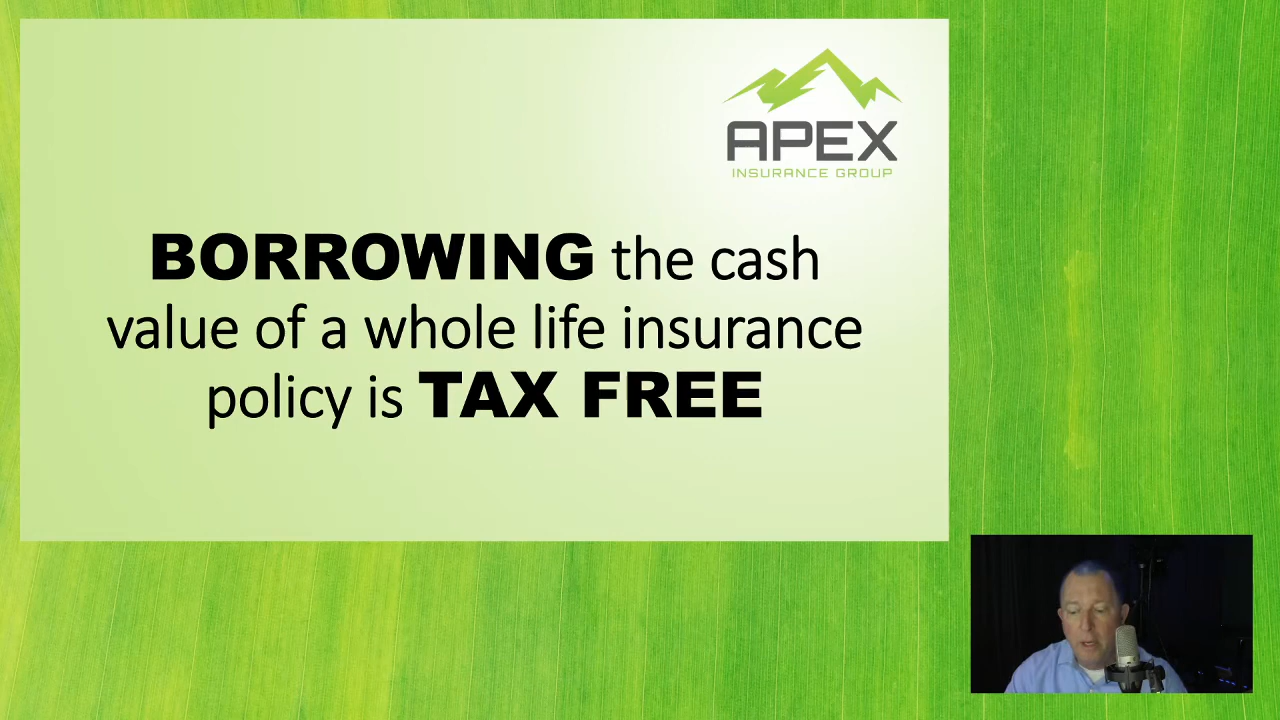 APEX
INSURANCE GROUP
BORROWING the cash
value of a whole life insurance
policy is TAX FREE